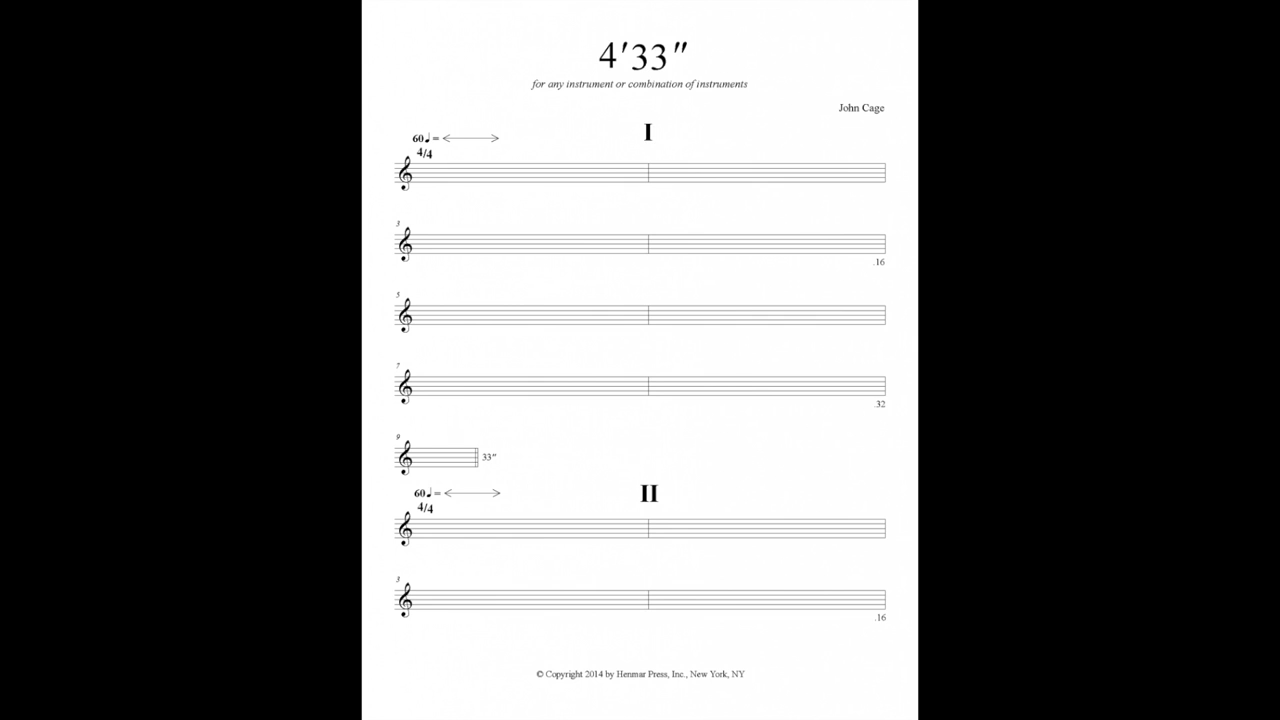 4′33″
for any instrument or combination of instruments
John Cage
I
60♩=
4/4
3
.16
5
7
.32
9
33″
II
60♩=
4/4
3
.16
© Copyright 2014 by Henmar Press, Inc., New York, NY